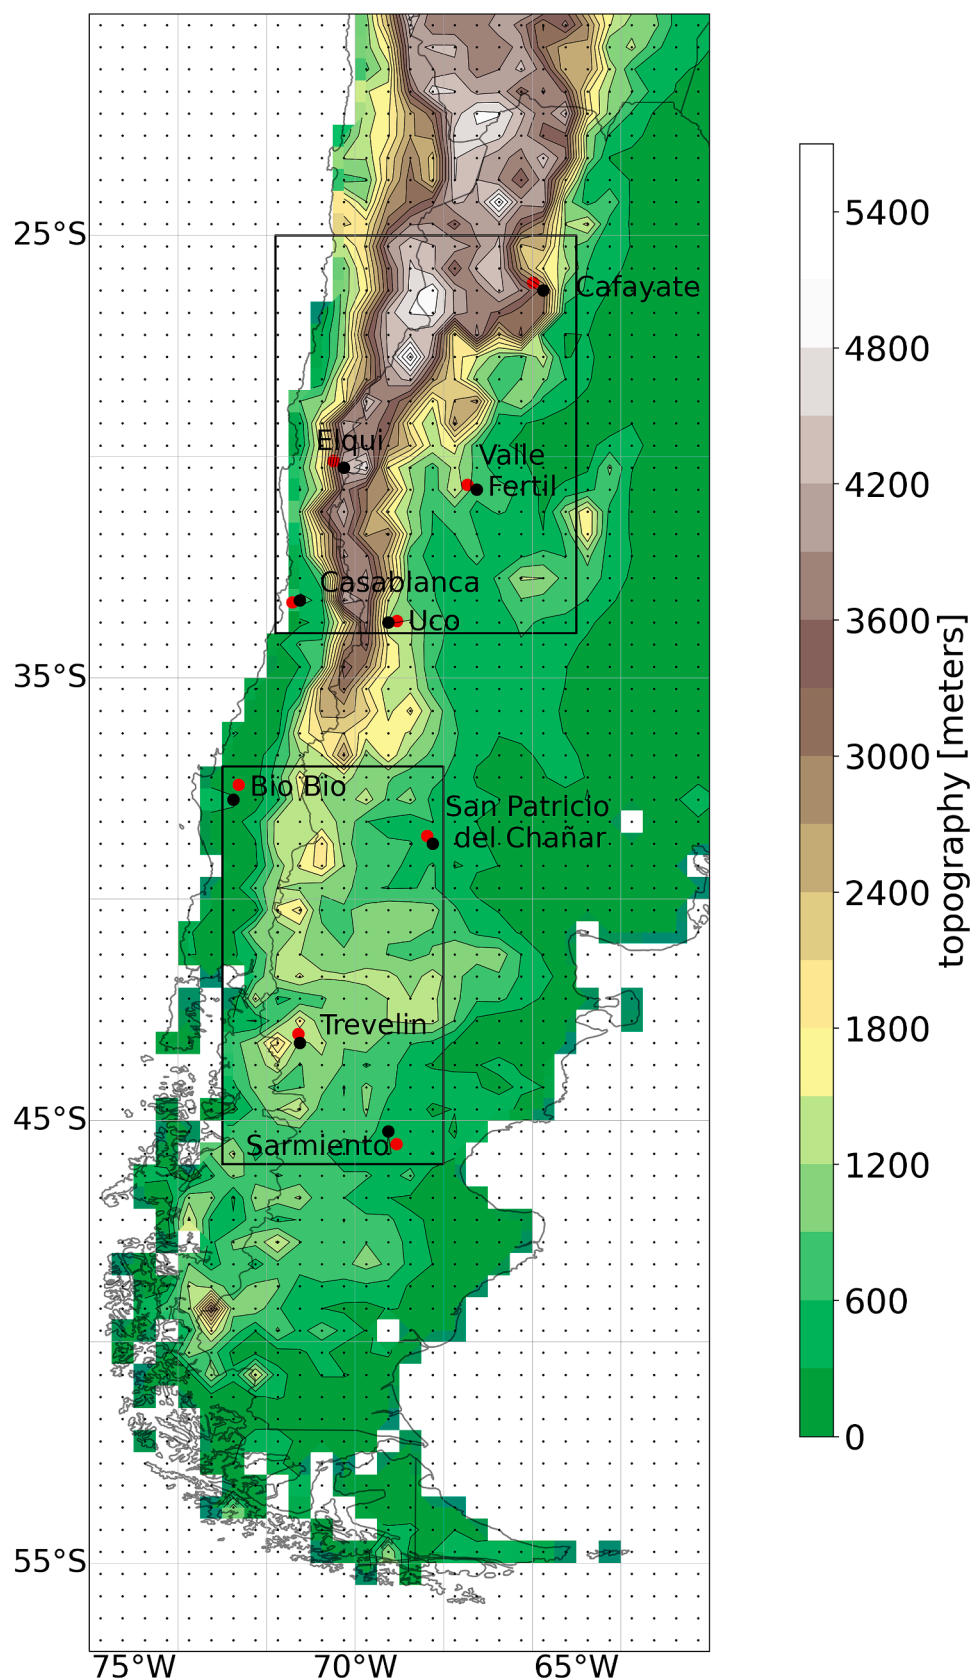 25°S
Cafayate
Elqui
Valle
Fertil
Casablanca
Uco
35°S
Bio Bio
San Patricio
del Chañar
Trevelin
45°S
Sarmiento
55°S
75°W 70°W 65°W
5400
4800
4200
3600
3000
2400
1800
1200
600
0
topography [meters]